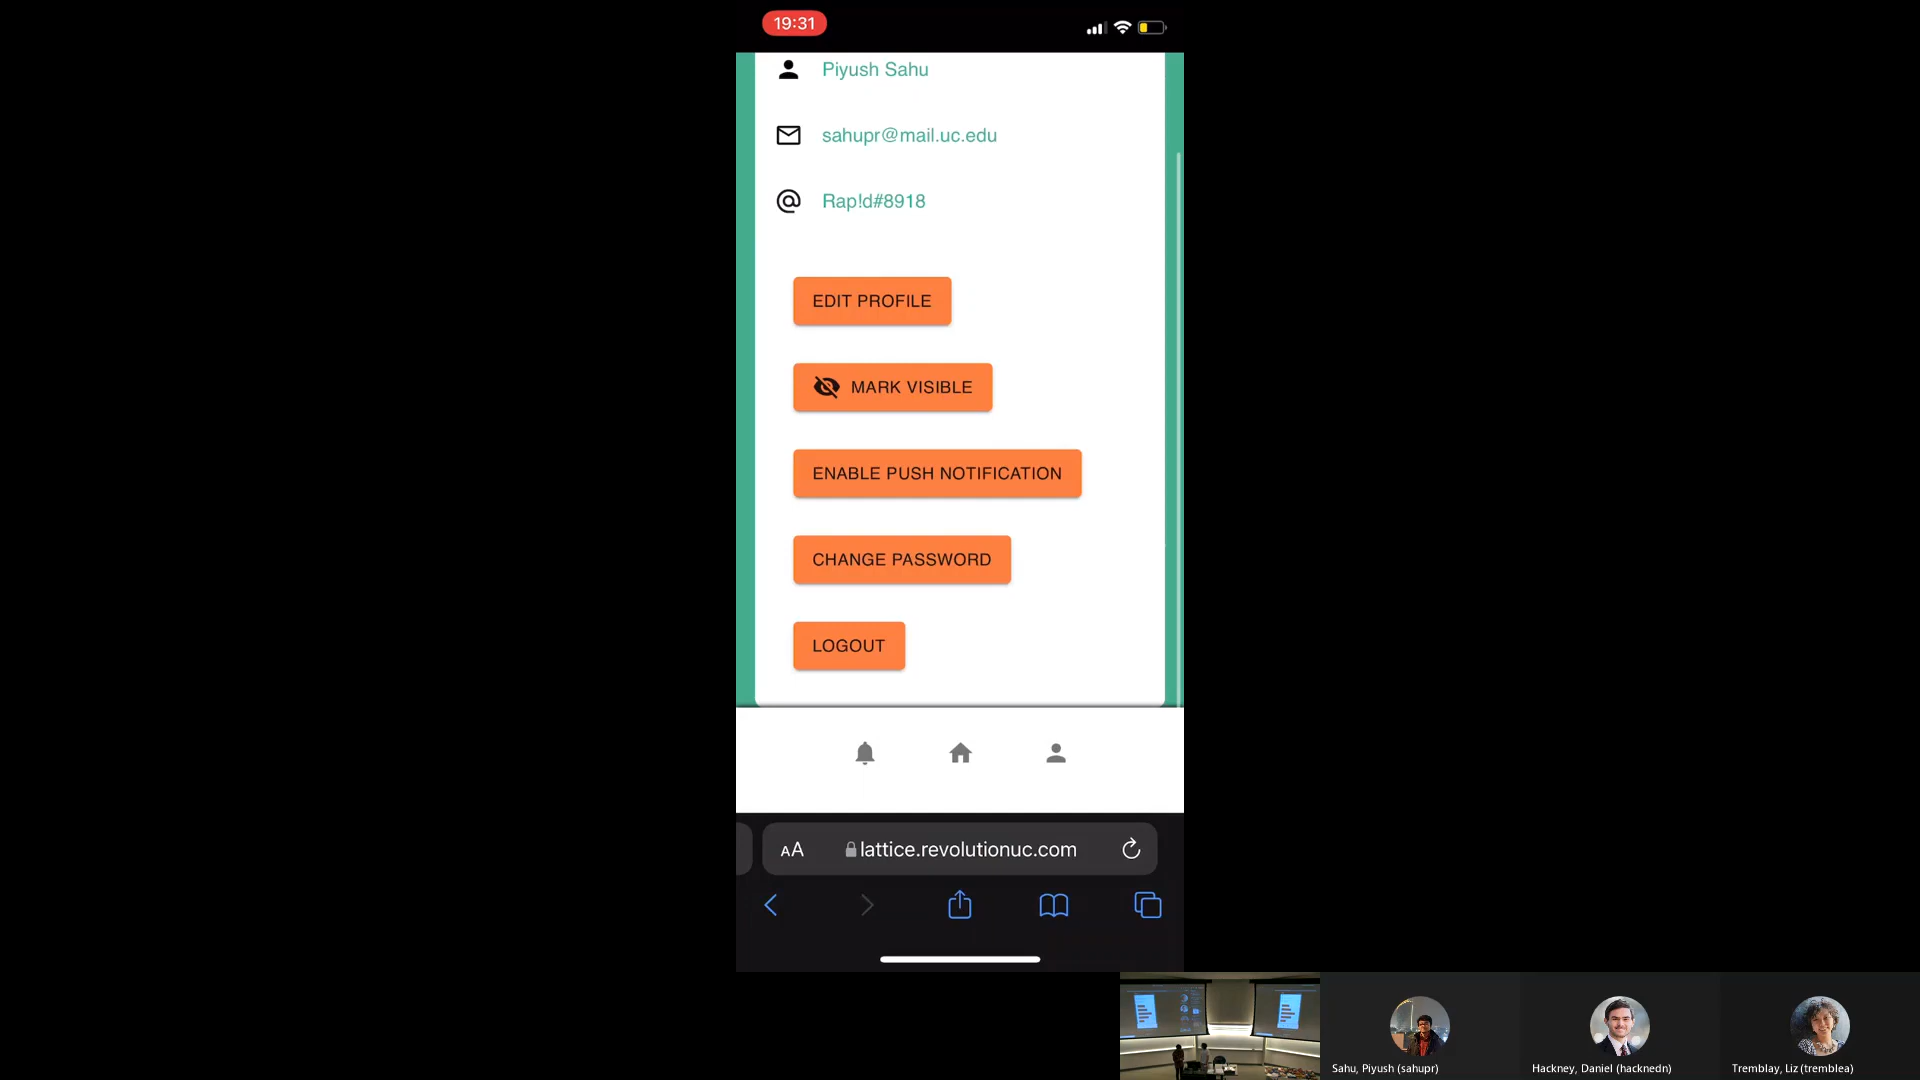 19:31
Piyush Sahu
sahupr@mail.uc.edu
Rap!d#8918
EDIT PROFILE
MARK VISIBLE
ENABLE PUSH NOTIFICATION
CHANGE PASSWORD
LOGOUT
AA lattice.revolutionuc.com
Sahu, Piyush (sahupr)
Hackney, Daniel (hacknedn)
Tremblay, Liz (tremblea)